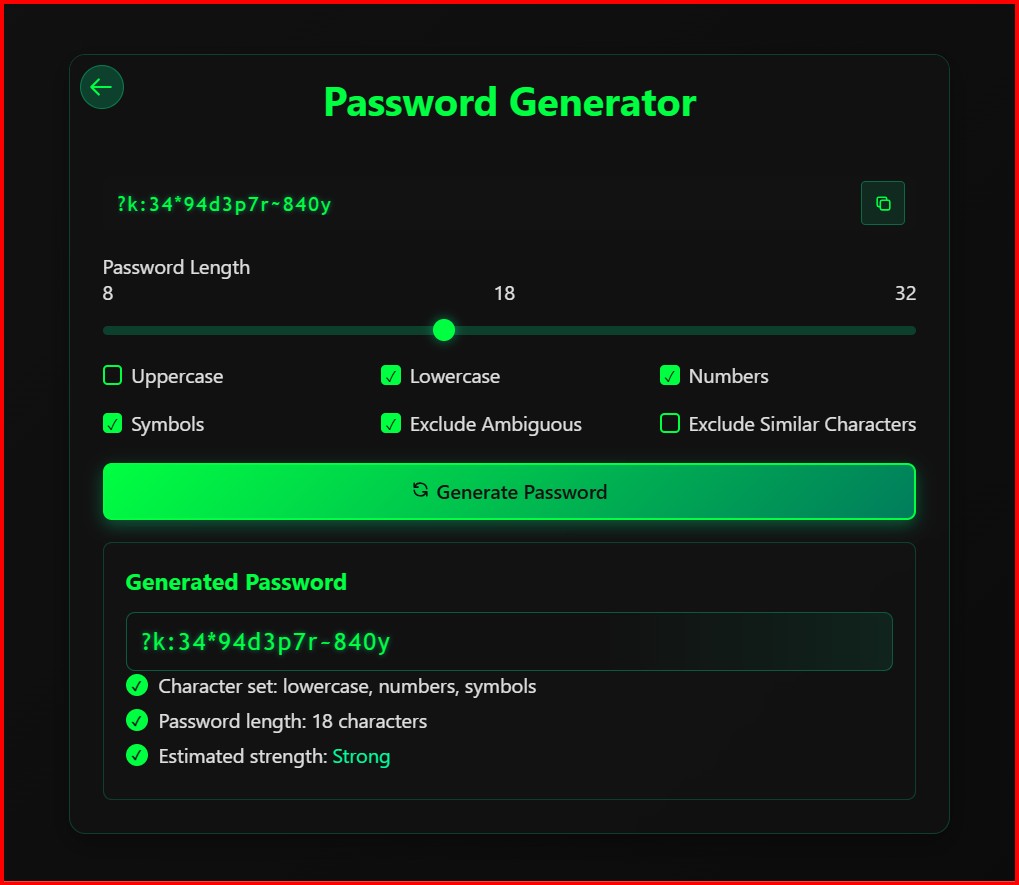 Password Generator
?k:34*94d3p7r~840y
Password Length
8 18 32
Uppercase Lowercase Numbers
Symbols Exclude Ambiguous Exclude Similar Characters
Generate Password
Generated Password
?k:34*94d3p7r-840y
Character set: lowercase, numbers, symbols
Password length: 18 characters
Estimated strength: Strong